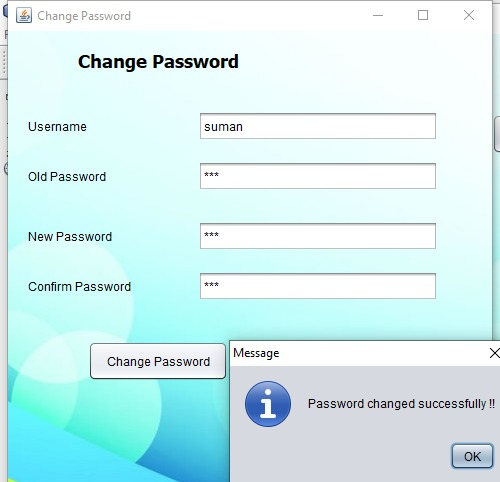 Change Password
Change Password
Username suman
Old Password ***
New Password ***
Confirm Password ***
Change Password
Message
Password changed successfully !!
OK